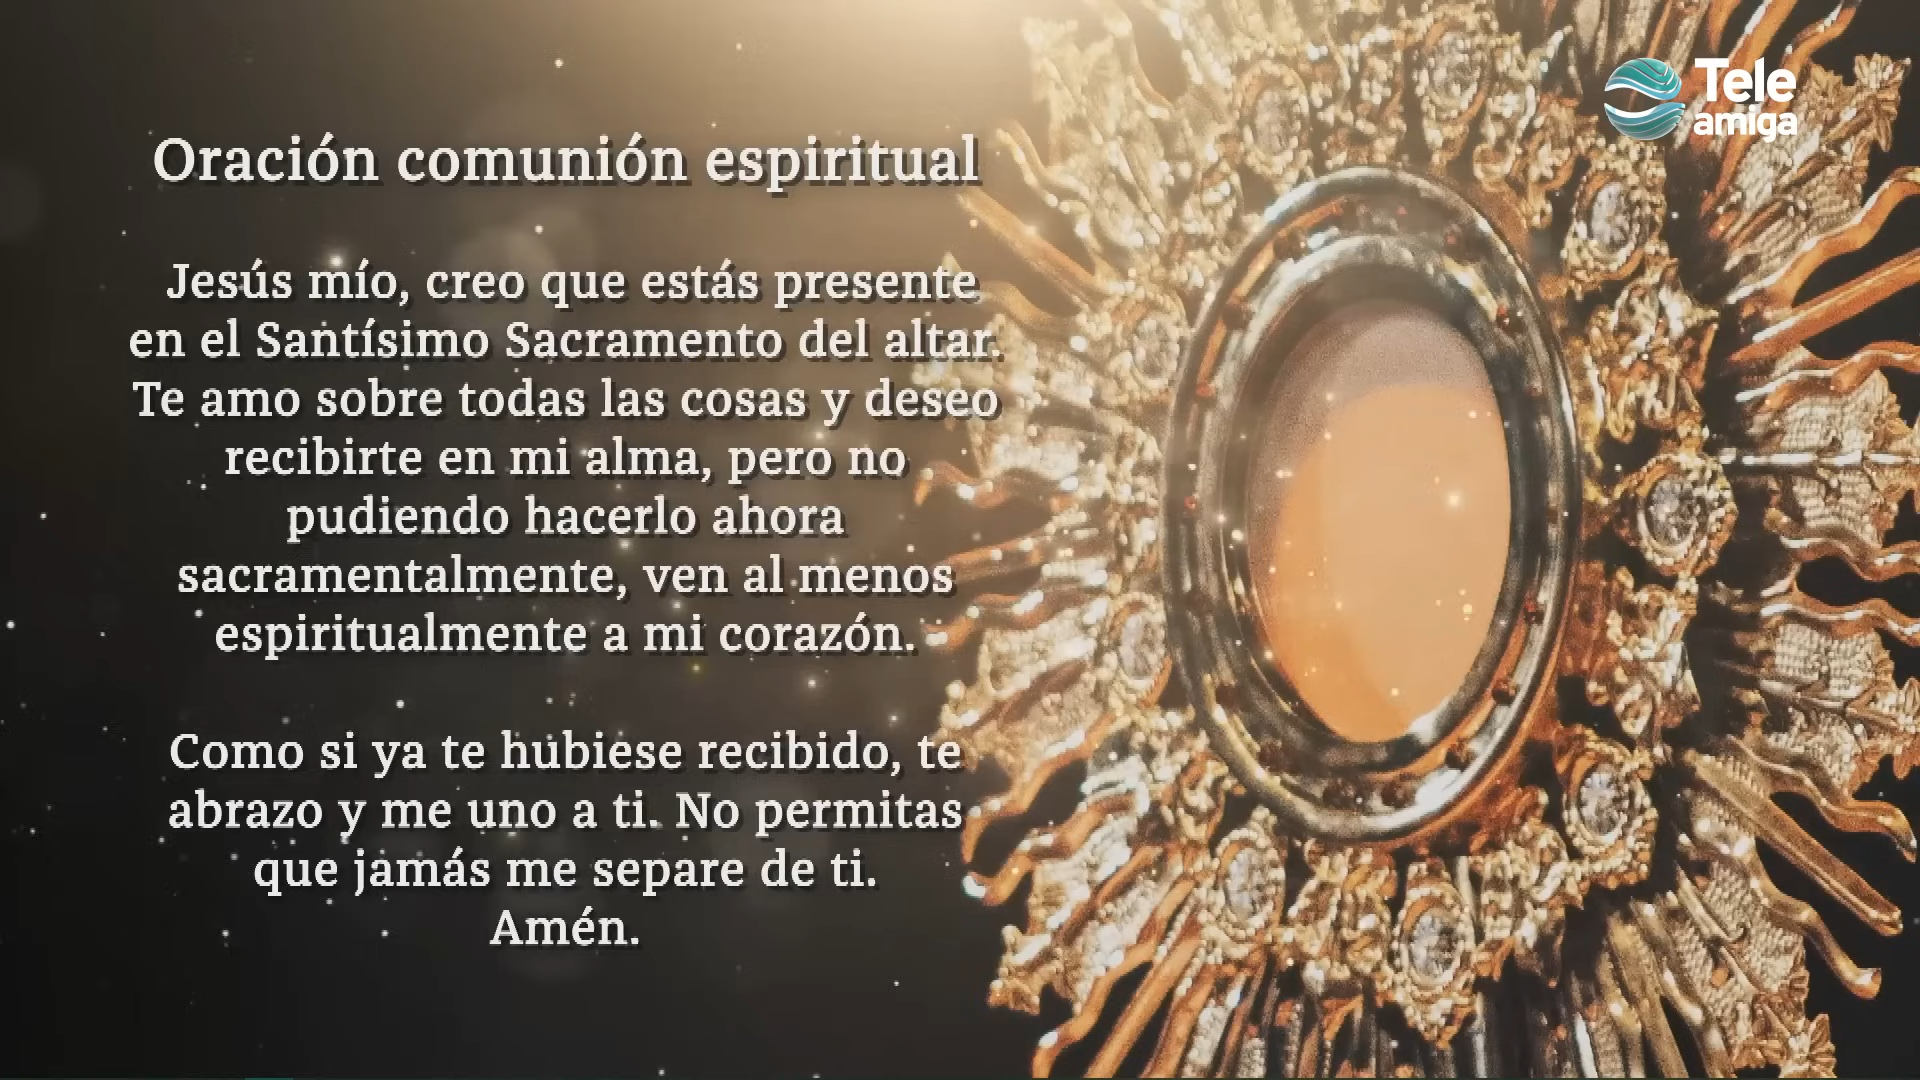 Tele
amiga
Oración comunión espiritual
Jesús mío, creo que estás presente
en el Santísimo Sacramento del altar.
Te amo sobre todas las cosas y deseo
recibirte en mi alma, pero no
pudiendo hacerlo ahora
sacramentalmente, ven al menos
espiritualmente a mi corazón.
Como si ya te hubiese recibido, te
abrazo y me uno a ti. No permitas
que jamás me separe de ti.
Amén.